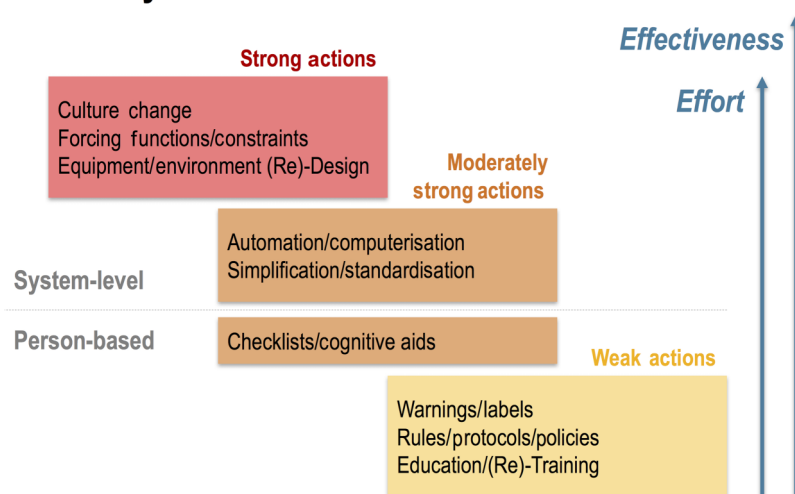 Effectiveness
Strong actions
Effort
Culture change
Forcing functions/constraints
Equipment/environment (Re)-Design
Moderately
strong actions
Automation/computerisation
Simplification/standardisation
System-level
Person-based
Checklists/cognitive aids
Weak actions
Warnings/labels
Rules/protocols/policies
Education/(Re)-Training